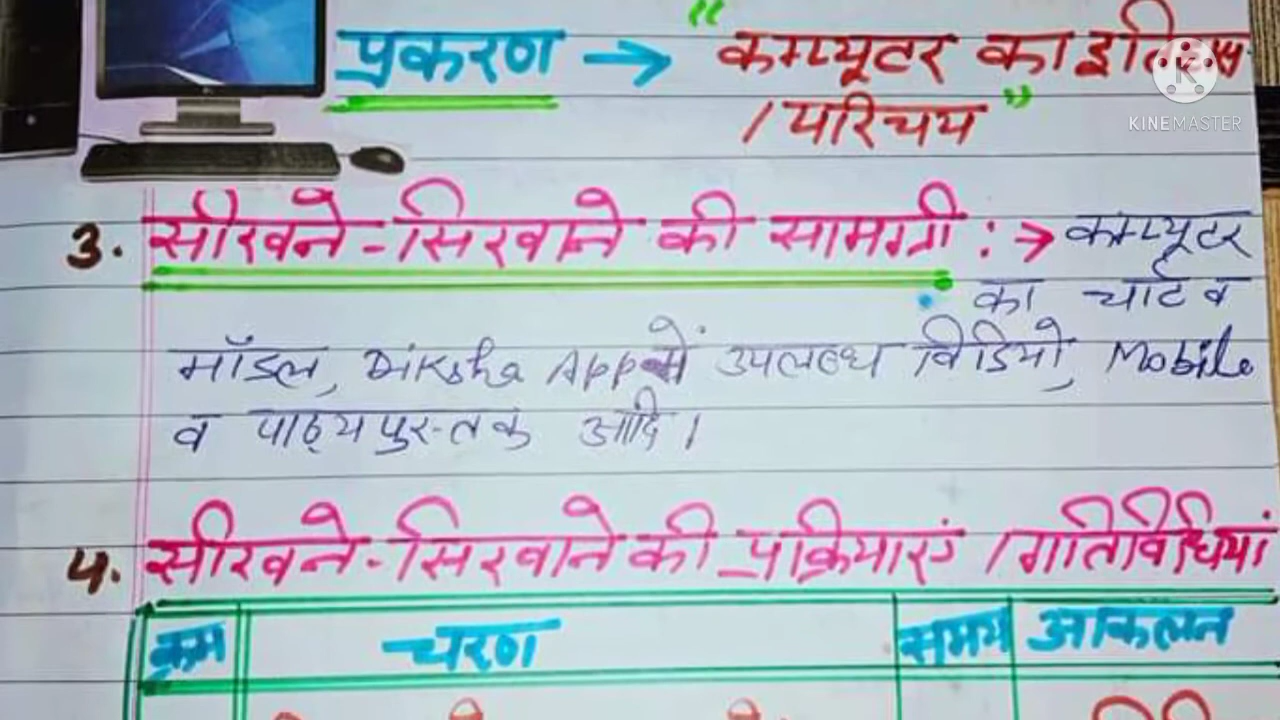 प्रकरण → " कम्प्यूटर का इतिहास
/ परिचय "
KINEMASTER
3. सीखने - सिखाने की सामग्री : → कम्प्यूटर
का चार्ट व
मॉडल, Diksha App में उपलब्ध विडियो, Mobile
व पाठ्यपुस्तक आदि।
4. सीखने - सिखाने की प्रक्रियाएं / गतिविधियां
क्रम चरण समय आकलन